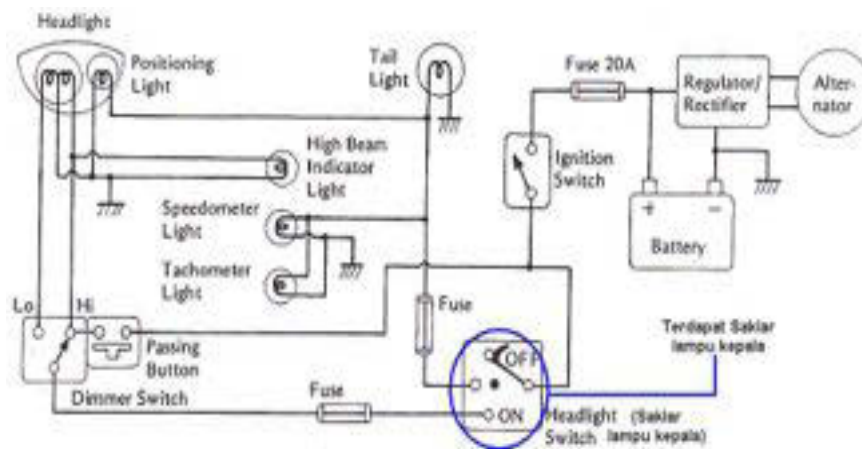 Headlight
Positioning
Light
Tail
Light
Fuse 20A
Regulator/
Rectifier
Alter-
nator
High Beam
Indicator
Light
Ignition
Switch
Speedometer
Light
+ −
Battery
Tachometer
Light
Lo Hi
Fuse
Passing
Button
OFF
Terdapat Saklar
lampu kepala
Dimmer Switch
Fuse
ON
Headlight (Saklar
Switch lampu kepala)